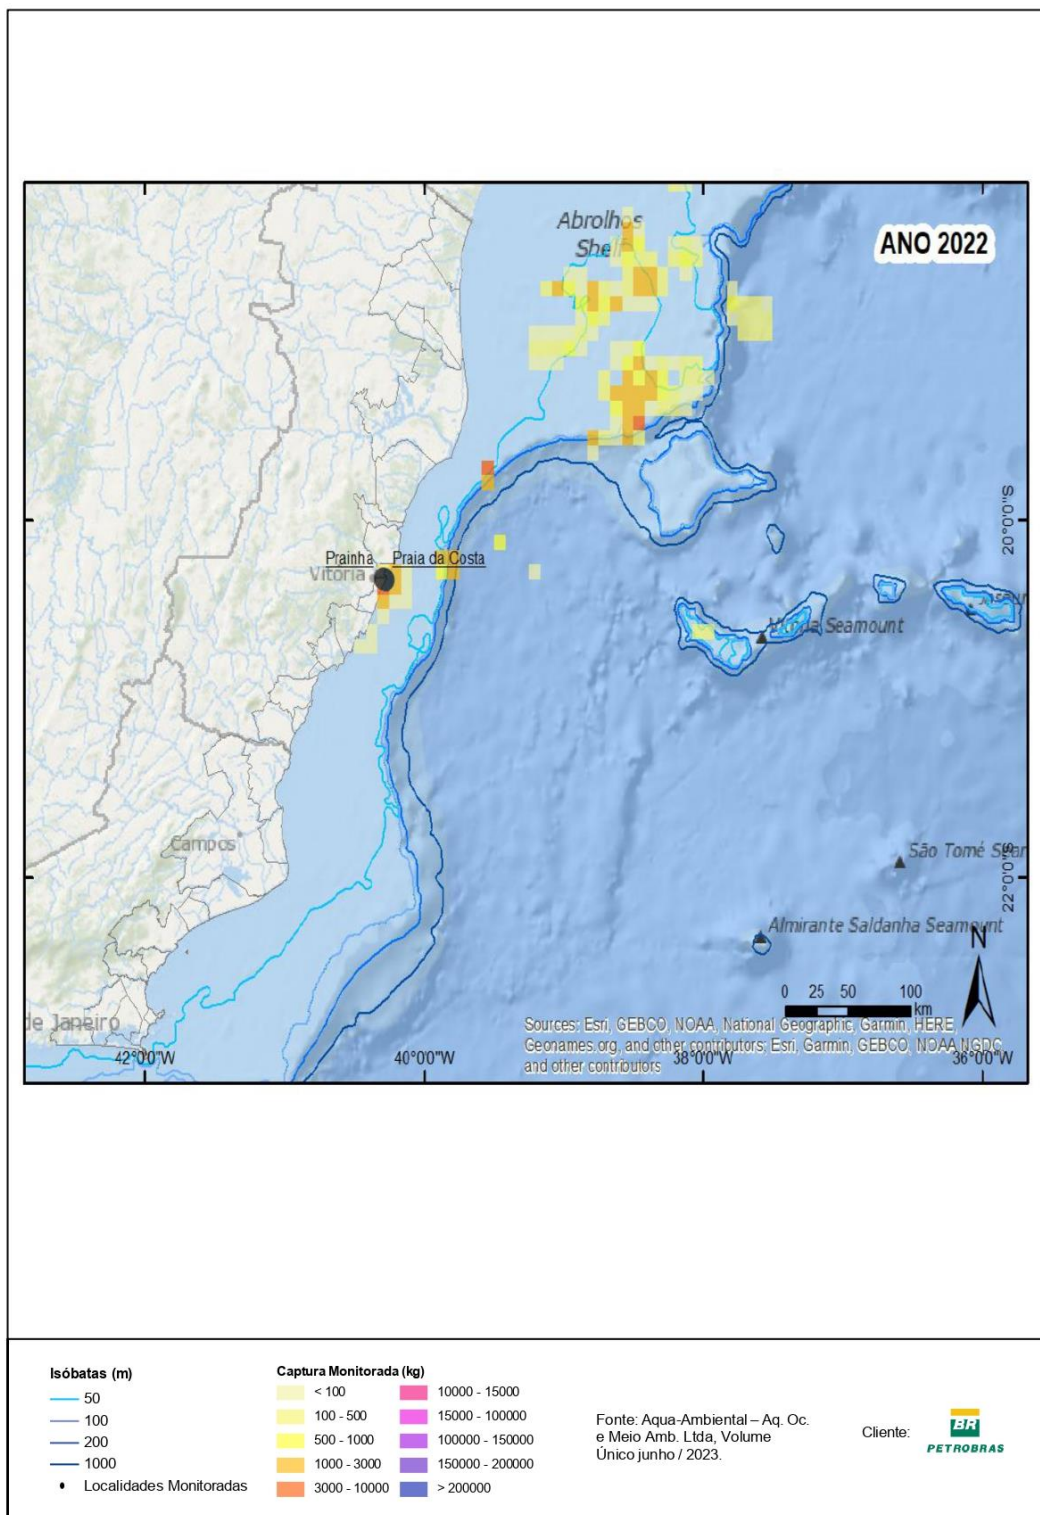 Abrolhos
Shelf
ANO 2022
20°0'0"S
Prainha
Praia da Costa
Vitória
Seamount
Campos
São Tomé Sear
22°0'0"S
Almirante Saldanha Seamount
N
0 25 50 100
km
de Janeiro
Sources: Esri, GEBCO, NOAA, National Geographic, Garmin, HERE,
Geonames.org, and other contributors; Esri, Garmin, GEBCO, NOAA NGDC,
and other contributors
42°0'0"W
40°0'0"W
38°0'0"W
36°0'0"W
Isóbatas (m)
50
100
200
1000
Localidades Monitoradas
Captura Monitorada (kg)
< 100
100 - 500
500 - 1000
1000 - 3000
3000 - 10000
10000 - 15000
15000 - 100000
100000 - 150000
150000 - 200000
> 200000
Fonte: Aqua-Ambiental – Aq. Oc.
e Meio Amb. Ltda, Volume
Único junho / 2023.
Cliente:
BR
PETROBRAS